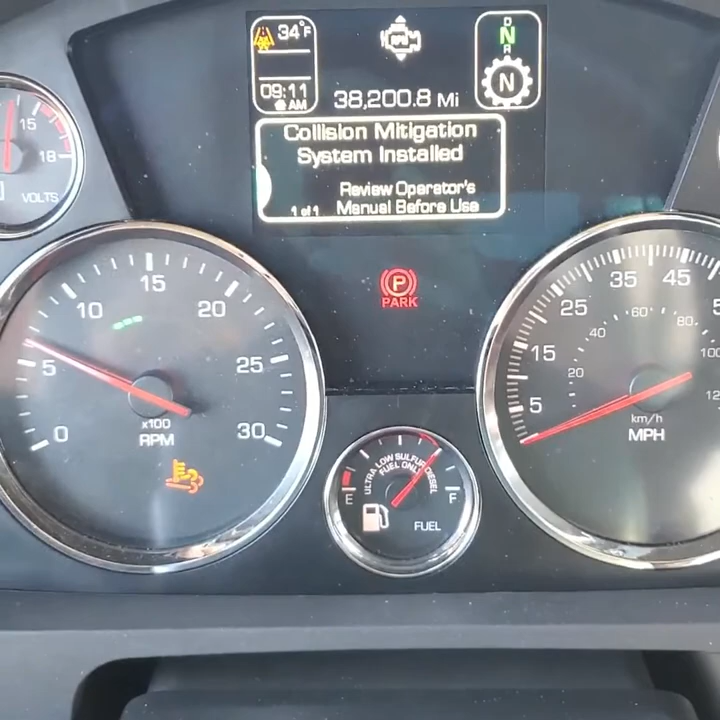 34°F
D
N
R
09:11
AM
38,200.8 Mi
N
Collision Mitigation
System Installed
Review Operator's
1 of 1 Manual Before Use
15
18
VOLTS
P
PARK
0
5
10
15
20
25
30
x100
RPM
5
15
25
35
45
5
20
40
60
80
100
12
km/h
MPH
ULTRA LOW SULFUR DIESEL
FUEL ONLY
E
F
FUEL